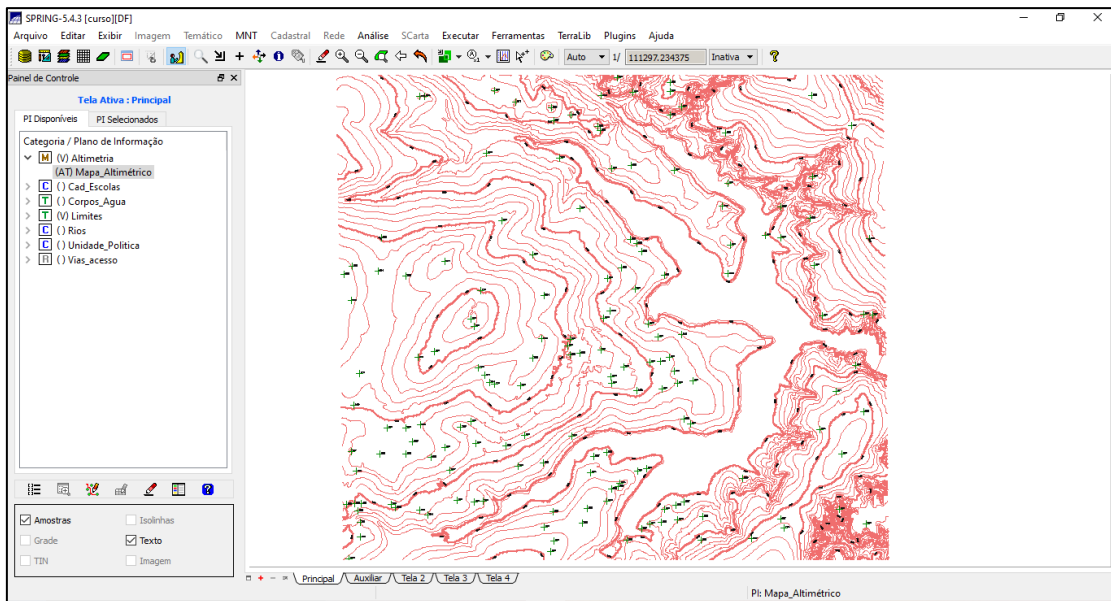 SPRING-5.4.3 [curso][DF]
Arquivo Editar Exibir Imagem Temático MNT Cadastral Rede Análise SCarta Executar Ferramentas TerraLib Plugins Ajuda
Auto 1/ 111297.234375 Inativa
Painel de Controle
Tela Ativa : Principal
PI Disponíveis PI Selecionados
Categoria / Plano de Informação
M (V) Altimetria
(AT) Mapa_Altimétrico
C ( ) Cad_Escolas
T ( ) Corpos_Agua
T (V) Limites
C ( ) Rios
C ( ) Unidade_Politica
R ( ) Vias_acesso
Amostras Isolinhas
Grade Texto
TIN Imagem
Principal Auxiliar Tela 2 Tela 3 Tela 4
PI: Mapa_Altimétrico